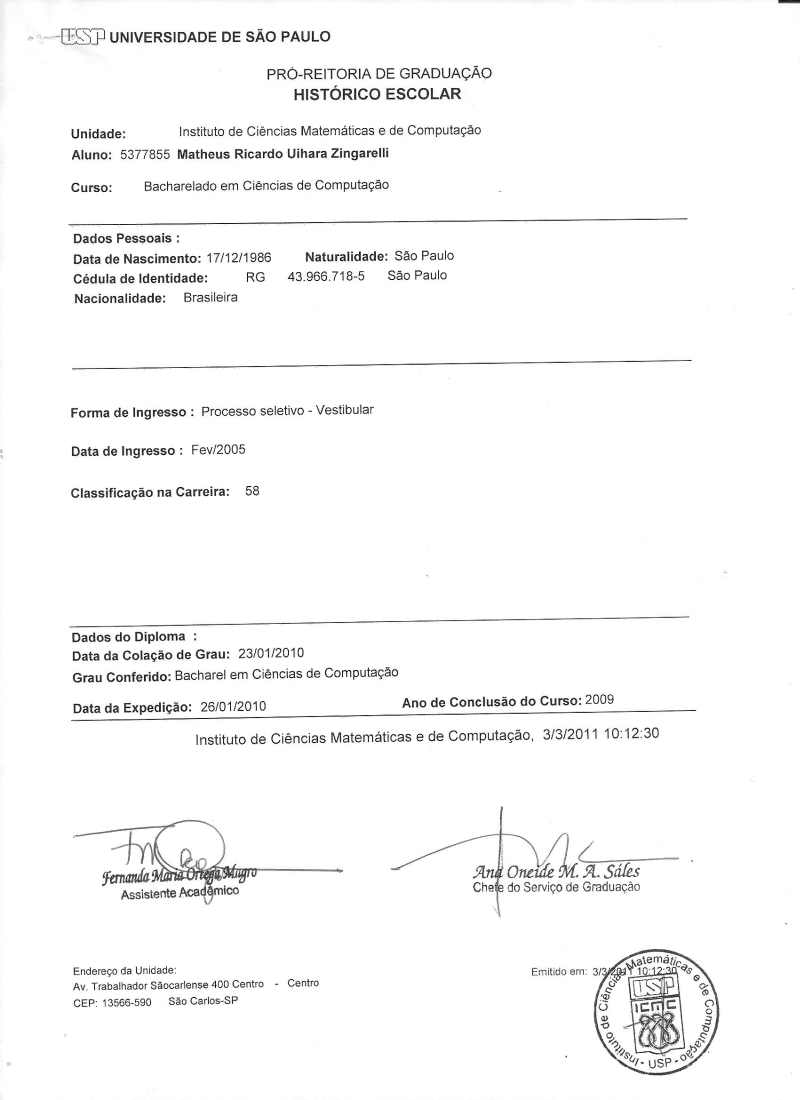 USP UNIVERSIDADE DE SÃO PAULO
PRÓ-REITORIA DE GRADUAÇÃO
HISTÓRICO ESCOLAR
Unidade: Instituto de Ciências Matemáticas e de Computação
Aluno: 5377855 Matheus Ricardo Uihara Zingarelli
Curso: Bacharelado em Ciências de Computação
Dados Pessoais :
Data de Nascimento: 17/12/1986 Naturalidade: São Paulo
Cédula de Identidade: RG 43.966.718-5 São Paulo
Nacionalidade: Brasileira
Forma de Ingresso : Processo seletivo - Vestibular
Data de Ingresso : Fev/2005
Classificação na Carreira: 58
Dados do Diploma :
Data da Colação de Grau: 23/01/2010
Grau Conferido: Bacharel em Ciências de Computação
Data da Expedição: 26/01/2010 Ano de Conclusão do Curso: 2009
Instituto de Ciências Matemáticas e de Computação, 3/3/2011 10:12:30
Fernanda Maria Ortega Magro
Assistente Acadêmico
Ana Oneide M. A. Sáles
Chefe do Serviço de Graduação
Endereço da Unidade:
Av. Trabalhador Sãocarlense 400 Centro - Centro
CEP: 13566-590 São Carlos-SP
Emitido em: 3/3/2011 10:12:30
Instituto de Ciências Matemáticas e de Computação - USP -
USP
ICMC